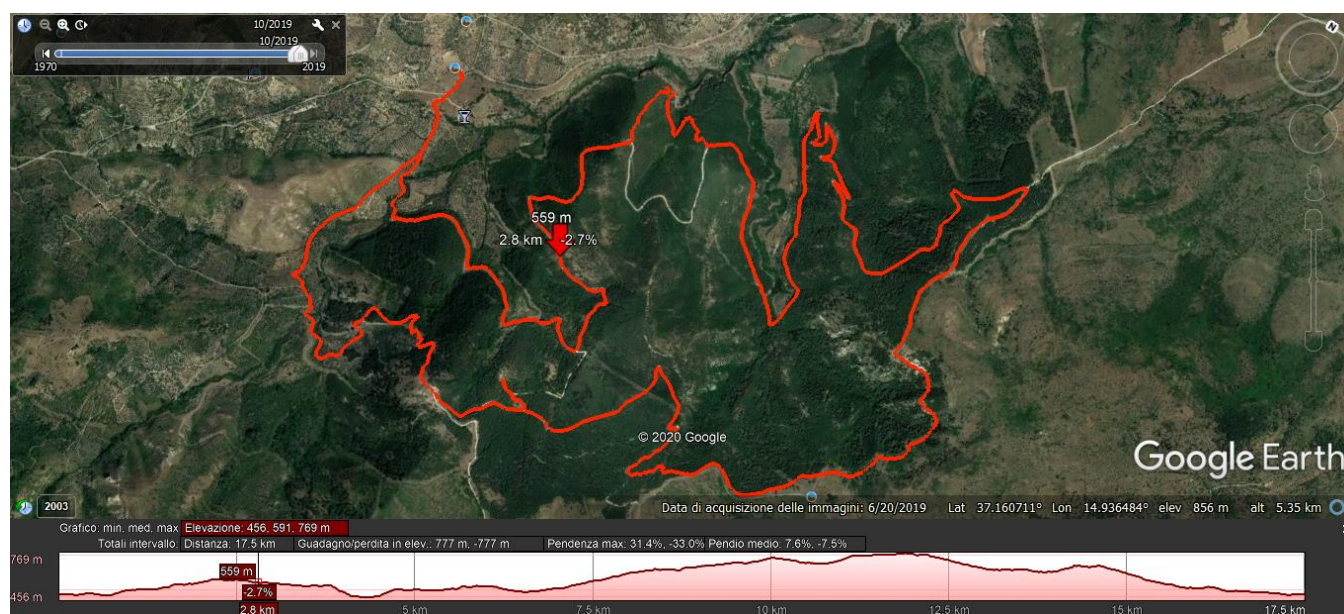 10/2019
10/2019
1970
2019
N
559 m
2.8 km -2.7%
© 2020 Google
Google Earth
2003
Data di acquisizione delle immagini: 6/20/2019 Lat 37.160711° Lon 14.936484° elev 856 m alt 5.35 km
Grafico: min. med. max Elevazione: 456, 591, 769 m
Totali intervallo: Distanza: 17.5 km Guadagno/perdita in elev.: 777 m. -777 m Pendenza max: 31.4%, -33.0% Pendio medio: 7.6%, -7.5%
769 m
559 m
-2.7%
456 m
2.8 km 5 km 7.5 km 10 km 12.5 km 15 km 17.5 km